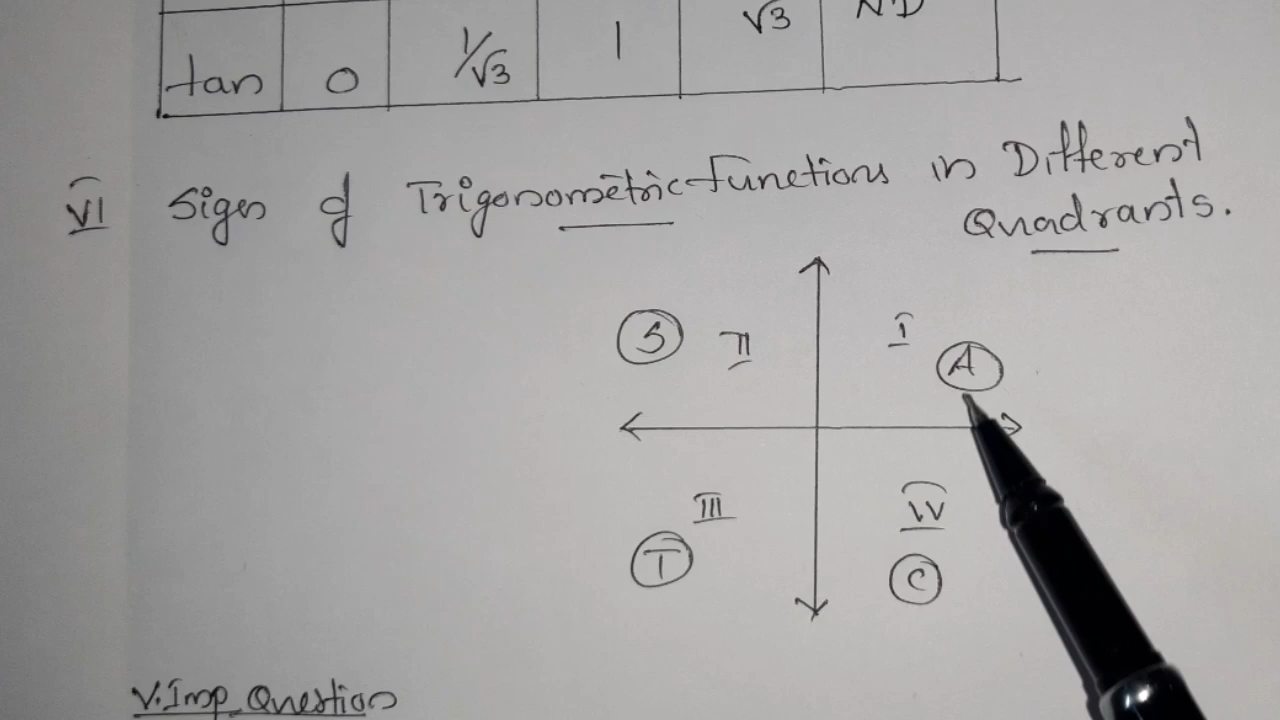 tan 0 1/√3 1 √3 ND
VI Sign of Trigonometric Functions in Different
Quadrants.
S II I A
III IV
T C
V. Imp Question